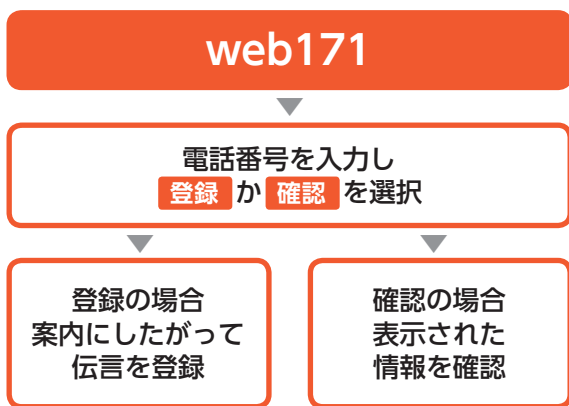 web171
電話番号を入力し
登録 か 確認 を選択
登録の場合
案内にしたがって
伝言を登録
確認の場合
表示された
情報を確認